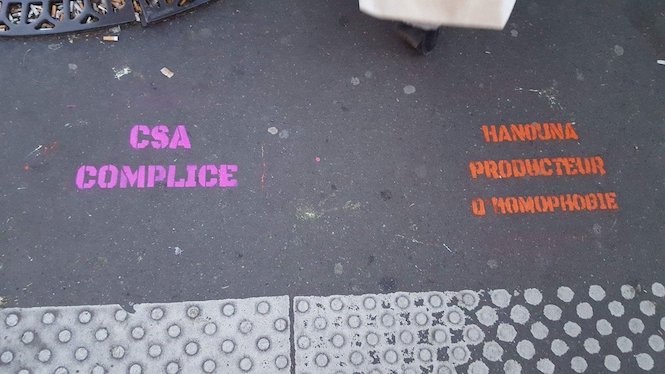 CSA
COMPLICE
HANOUNA
PRODUCTEUR
D HOMOPHOBIE